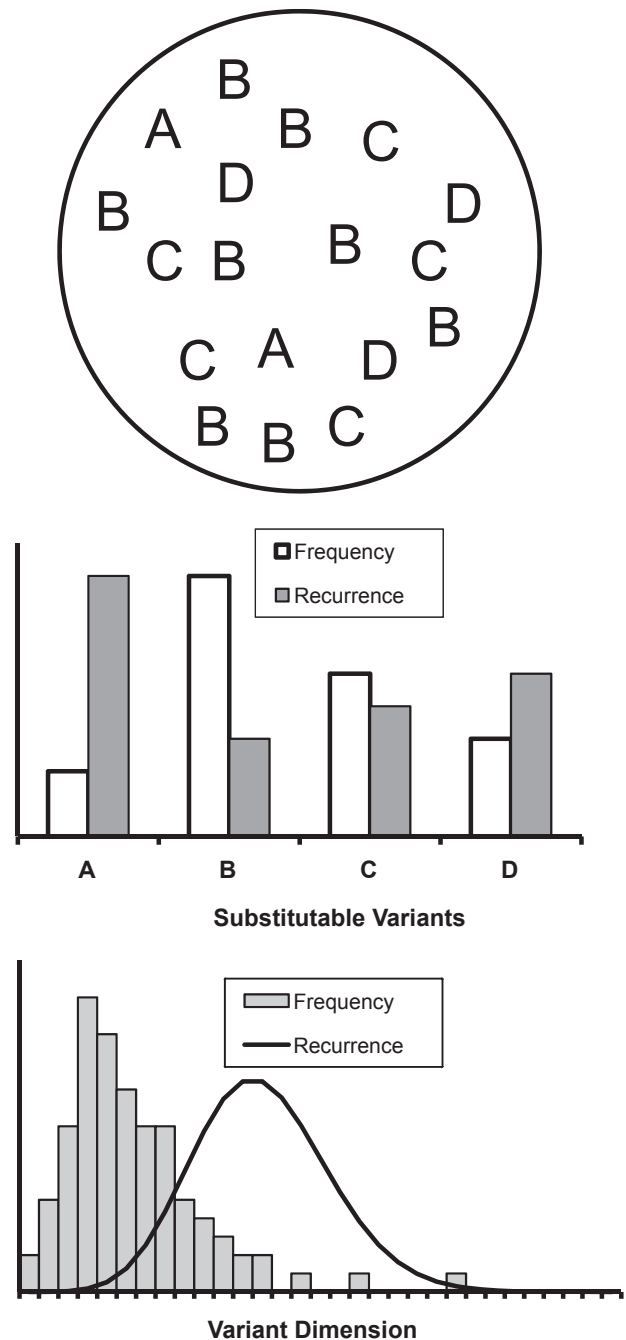 B
A B C
D
B D
C B B C
B
C A D
B B C
Frequency
Recurrence
A B C D
Substitutable Variants
Frequency
Recurrence
Variant Dimension